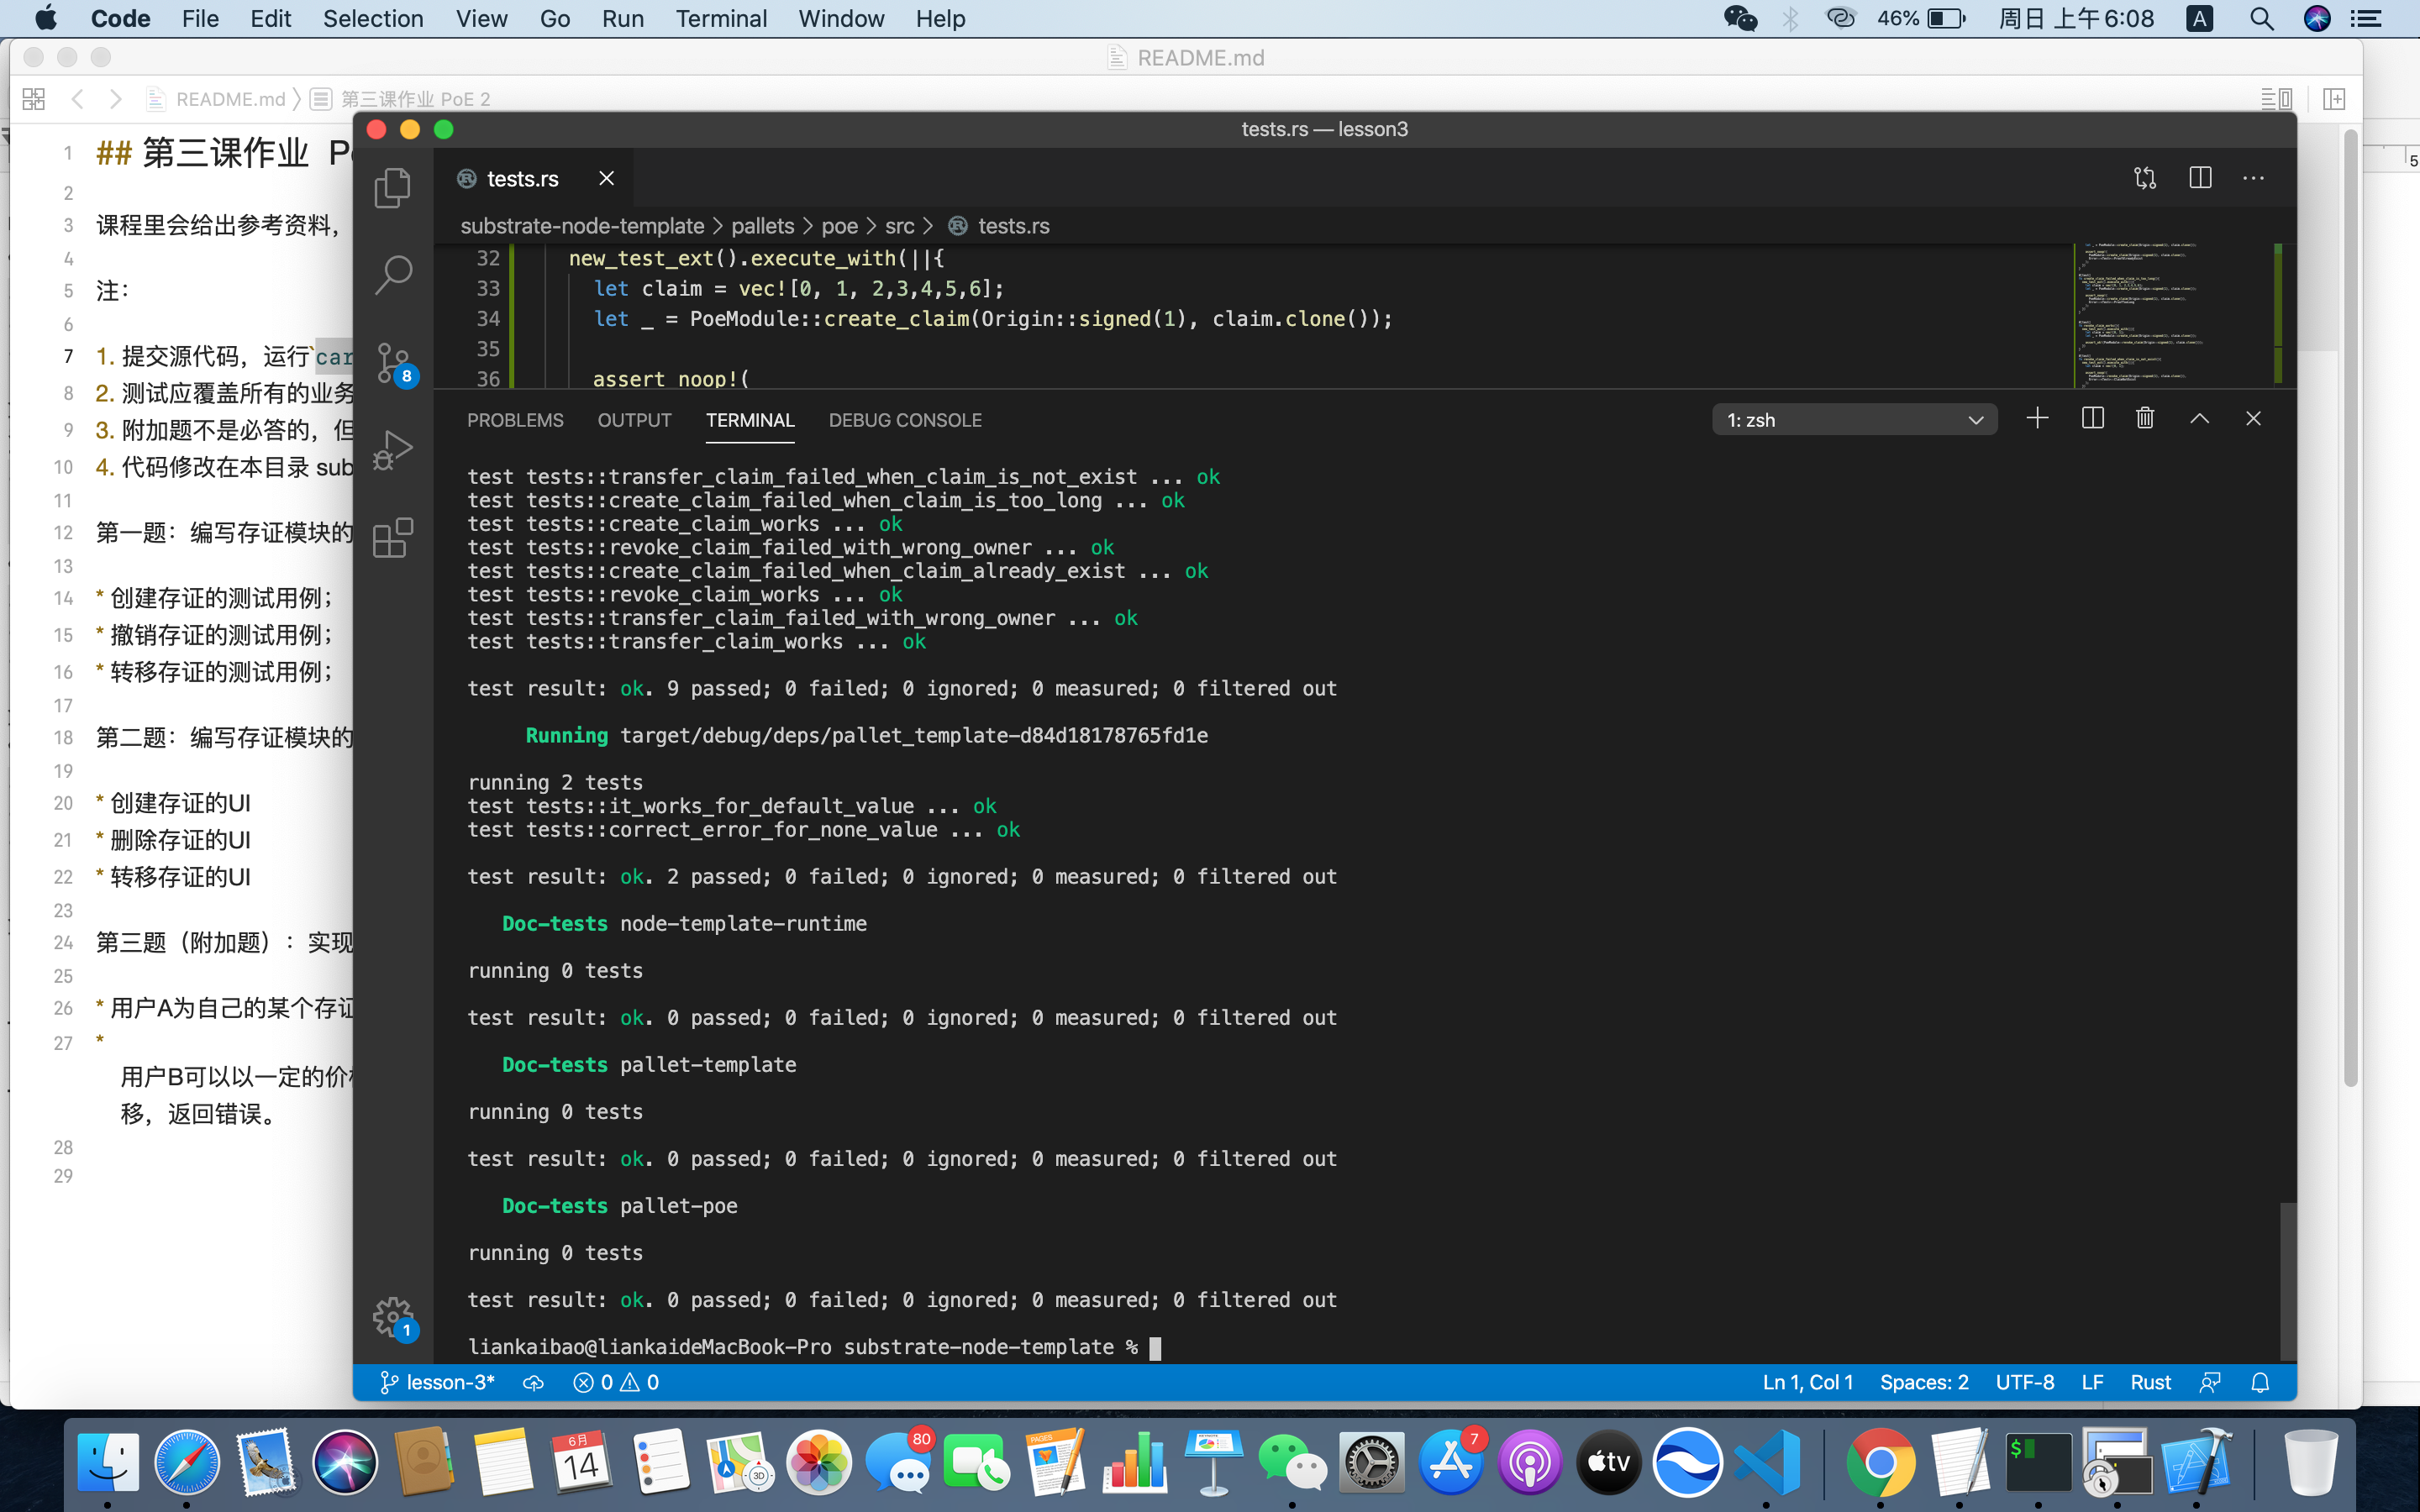 Code File Edit Selection View Go Run Terminal Window Help 46% 周日 上午6:08 A
README.md
README.md 〉 第三课作业 PoE 2
1 ## 第三课作业 Po
2
3 课程里会给出参考资料，
4
5 注：
6
7 1. 提交源代码，运行`car
8 2. 测试应覆盖所有的业务
9 3. 附加题不是必答的，但
10 4. 代码修改在本目录 sub
11
12 第一题：编写存证模块的
13
14 * 创建存证的测试用例；
15 * 撤销存证的测试用例；
16 * 转移存证的测试用例；
17
18 第二题：编写存证模块的
19
20 * 创建存证的UI
21 * 删除存证的UI
22 * 转移存证的UI
23
24 第三题（附加题）：实现
25
26 * 用户A为自己的某个存证
27 *
用户B可以以一定的价格
移，返回错误。
28
29
tests.rs — lesson3
tests.rs
substrate-node-template > pallets > poe > src > tests.rs
32 new_test_ext().execute_with(||{
33 let claim = vec![0, 1, 2,3,4,5,6];
34 let _ = PoeModule::create_claim(Origin::signed(1), claim.clone());
35
36 assert_noop!(
PROBLEMS OUTPUT TERMINAL DEBUG CONSOLE 1: zsh
test tests::transfer_claim_failed_when_claim_is_not_exist ... ok
test tests::create_claim_failed_when_claim_is_too_long ... ok
test tests::create_claim_works ... ok
test tests::revoke_claim_failed_with_wrong_owner ... ok
test tests::create_claim_failed_when_claim_already_exist ... ok
test tests::revoke_claim_works ... ok
test tests::transfer_claim_failed_with_wrong_owner ... ok
test tests::transfer_claim_works ... ok
test result: ok. 9 passed; 0 failed; 0 ignored; 0 measured; 0 filtered out
Running target/debug/deps/pallet_template-d84d18178765fd1e
running 2 tests
test tests::it_works_for_default_value ... ok
test tests::correct_error_for_none_value ... ok
test result: ok. 2 passed; 0 failed; 0 ignored; 0 measured; 0 filtered out
Doc-tests node-template-runtime
running 0 tests
test result: ok. 0 passed; 0 failed; 0 ignored; 0 measured; 0 filtered out
Doc-tests pallet-template
running 0 tests
test result: ok. 0 passed; 0 failed; 0 ignored; 0 measured; 0 filtered out
Doc-tests pallet-poe
running 0 tests
test result: ok. 0 passed; 0 failed; 0 ignored; 0 measured; 0 filtered out
liankaibao@liankaideMacBook-Pro substrate-node-template %
8
1
5
lesson-3* 0 0 Ln 1, Col 1 Spaces: 2 UTF-8 LF Rust
6月
14
3D
80
PAGES
7
tv
$